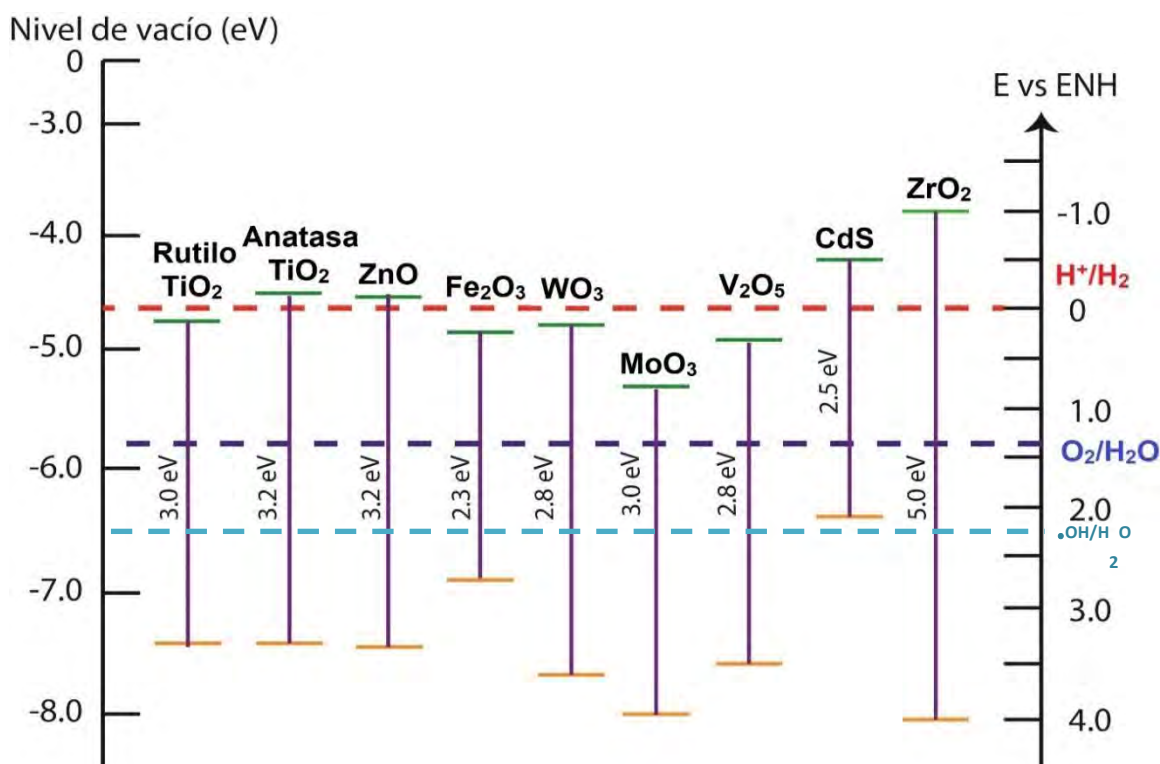 Nivel de vacío (eV)
0
-3.0
-4.0
-5.0
-6.0
-7.0
-8.0
Rutilo
TiO₂
Anatasa
TiO₂
ZnO
Fe₂O₃
WO₃
MoO₃
V₂O₅
CdS
ZrO₂
3.0 eV
3.2 eV
3.2 eV
2.3 eV
2.8 eV
3.0 eV
2.8 eV
2.5 eV
5.0 eV
E vs ENH
-1.0
H⁺/H₂
0
1.0
O₂/H₂O
2.0
•OH/H O
2
3.0
4.0